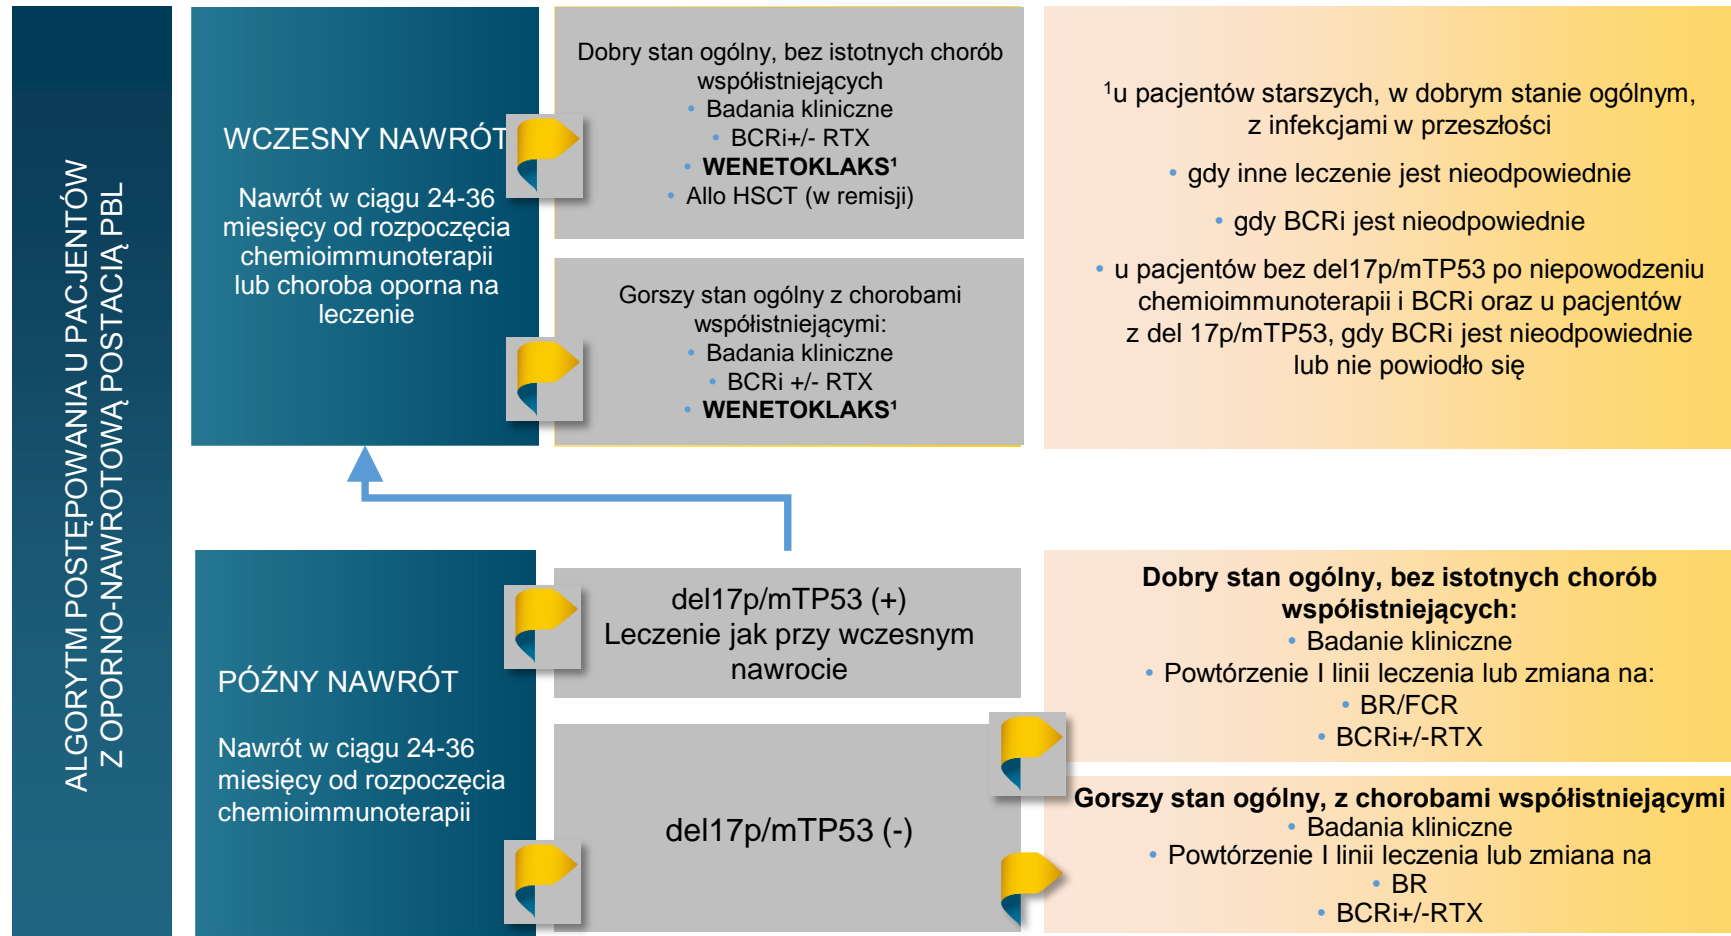 ALGORYTM POSTĘPOWANIA U PACJENTÓW
Z OPORNO-NAWROTOWĄ POSTACIĄ PBL
WCZESNY NAWRÓT
Nawrót w ciągu 24-36
miesięcy od rozpoczęcia
chemioimmunoterapii
lub choroba oporna na
leczenie
Dobry stan ogólny, bez istotnych chorób
współistniejących
• Badania kliniczne
• BCRi+/- RTX
• WENETOKLAKS¹
• Allo HSCT (w remisji)
Gorszy stan ogólny z chorobami
współistniejącymi:
• Badania kliniczne
• BCRi +/- RTX
• WENETOKLAKS¹
¹u pacjentów starszych, w dobrym stanie ogólnym,
z infekcjami w przeszłości
• gdy inne leczenie jest nieodpowiednie
• gdy BCRi jest nieodpowiednie
• u pacjentów bez del17p/mTP53 po niepowodzeniu
chemioimmunoterapii i BCRi oraz u pacjentów
z del 17p/mTP53, gdy BCRi jest nieodpowiednie
lub nie powiodło się
PÓŹNY NAWRÓT
Nawrót w ciągu 24-36
miesięcy od rozpoczęcia
chemioimmunoterapii
del17p/mTP53 (+)
Leczenie jak przy wczesnym
nawrocie
del17p/mTP53 (-)
Dobry stan ogólny, bez istotnych chorób
współistniejących:
• Badanie kliniczne
• Powtórzenie I linii leczenia lub zmiana na:
• BR/FCR
• BCRi+/-RTX
Gorszy stan ogólny, z chorobami współistniejącymi
• Badania kliniczne
• Powtórzenie I linii leczenia lub zmiana na
• BR
• BCRi+/-RTX